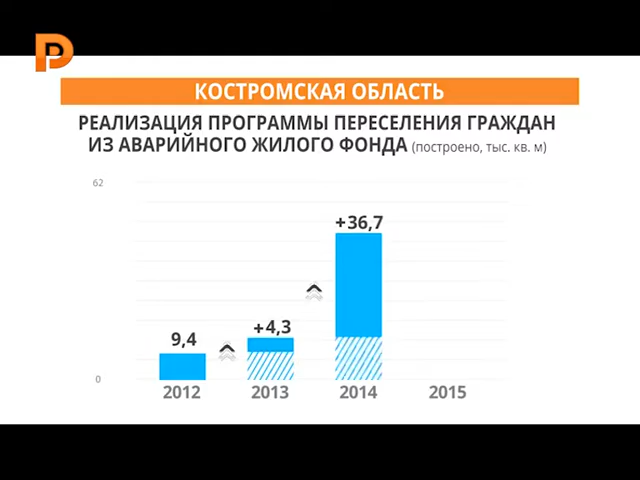 Р
КОСТРОМСКАЯ ОБЛАСТЬ
РЕАЛИЗАЦИЯ ПРОГРАММЫ ПЕРЕСЕЛЕНИЯ ГРАЖДАН
ИЗ АВАРИЙНОГО ЖИЛОГО ФОНДА (построено, тыс. кв. м)
62
+36,7
+4,3
9,4
0
2012 2013 2014 2015